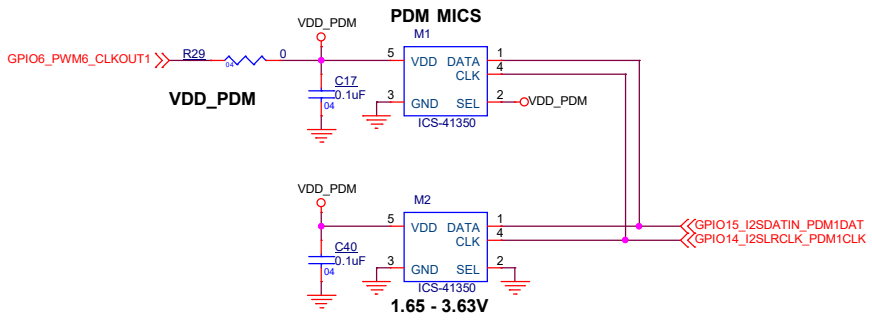 PDM MICS
VDD_PDM
M1
GPIO6_PWM6_CLKOUT1
R29
0
04
5
VDD
DATA
1
CLK
4
C17
0.1uF
04
VDD_PDM
3
GND
SEL
2
VDD_PDM
ICS-41350
VDD_PDM
M2
5
VDD
DATA
1
GPIO15_I2SDATIN_PDM1DAT
CLK
4
GPIO14_I2SLRCLK_PDM1CLK
C40
0.1uF
04
3
GND
SEL
2
ICS-41350
1.65 - 3.63V